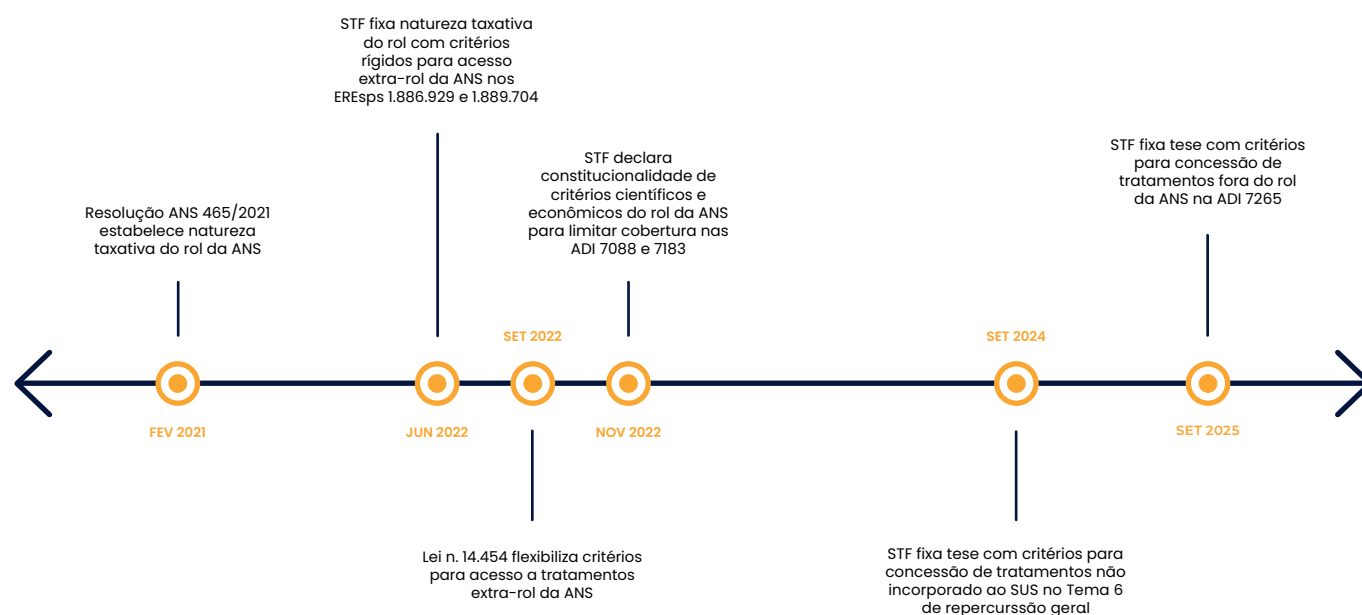 STF fixa natureza taxativa
do rol com critérios
rígidos para acesso
extra-rol da ANS nos
EREsps 1.886.929 e 1.889.704
STF fixa tese com critérios
para concessão de
tratamentos fora do rol
da ANS na ADI 7265
STF declara
constitucionalidade de
critérios científicos e
econômicos do rol da ANS
para limitar cobertura nas
ADI 7088 e 7183
Resolução ANS 465/2021
estabelece natureza
taxativa do rol da ANS
SET 2022
SET 2024
FEV 2021
JUN 2022
NOV 2022
SET 2025
Lei n. 14.454 flexibiliza critérios
para acesso a tratamentos
extra-rol da ANS
STF fixa tese com critérios para
concessão de tratamentos não
incorporado ao SUS no Tema 6
de repercurssão geral